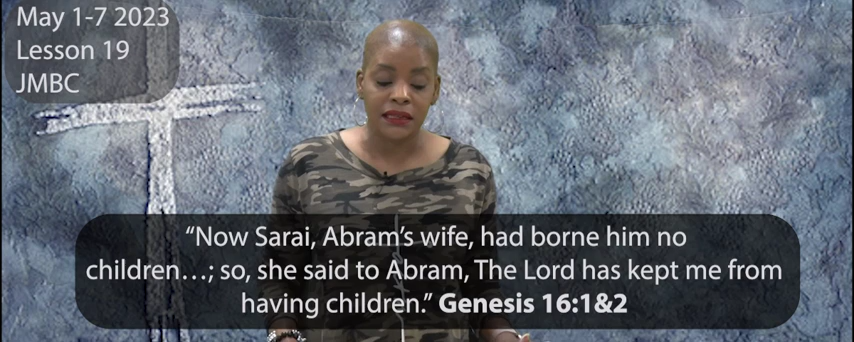 May 1-7 2023
Lesson 19
JMBC
“Now Sarai, Abram’s wife, had borne him no
children…; so, she said to Abram, The Lord has kept me from
having children.” Genesis 16:1&2